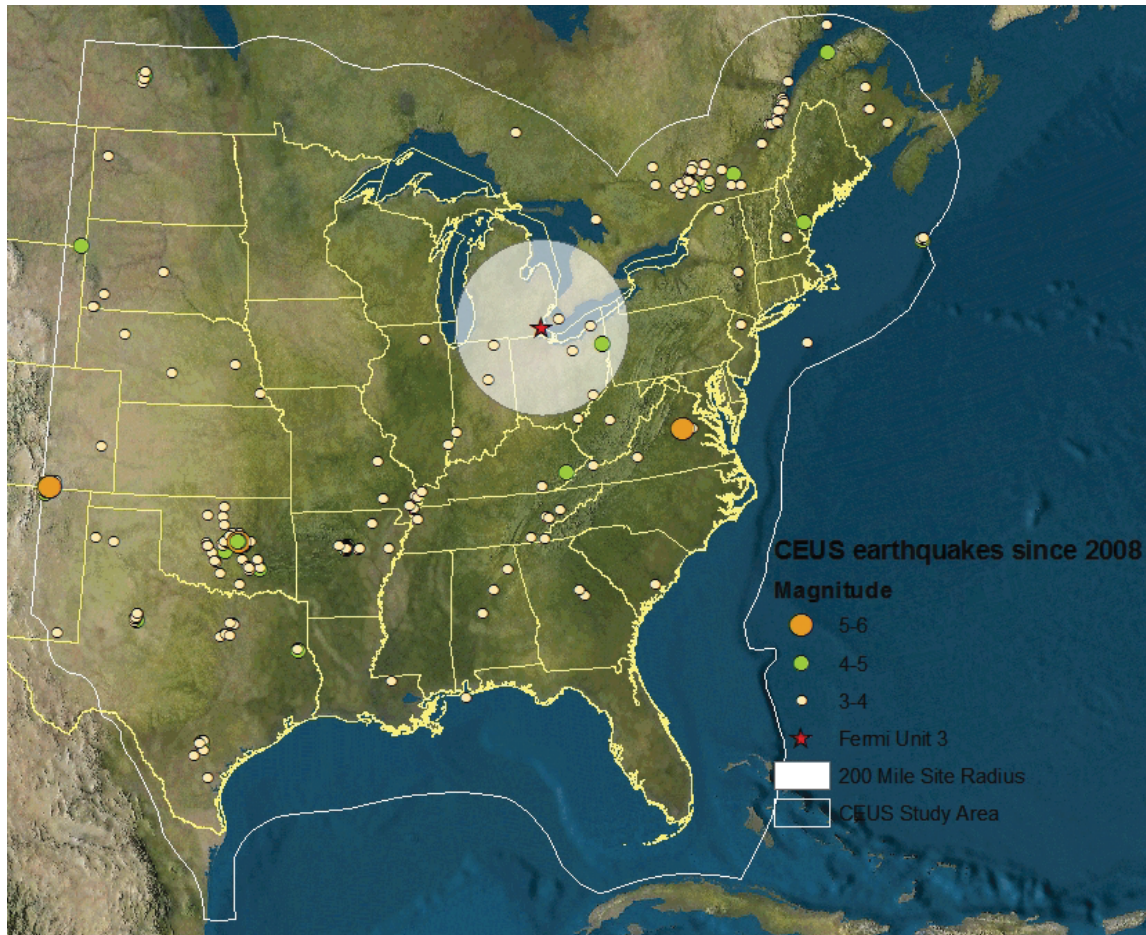 CEUS earthquakes since 2008
Magnitude
5-6
4-5
3-4
Fermi Unit 3
200 Mile Site Radius
CEUS Study Area